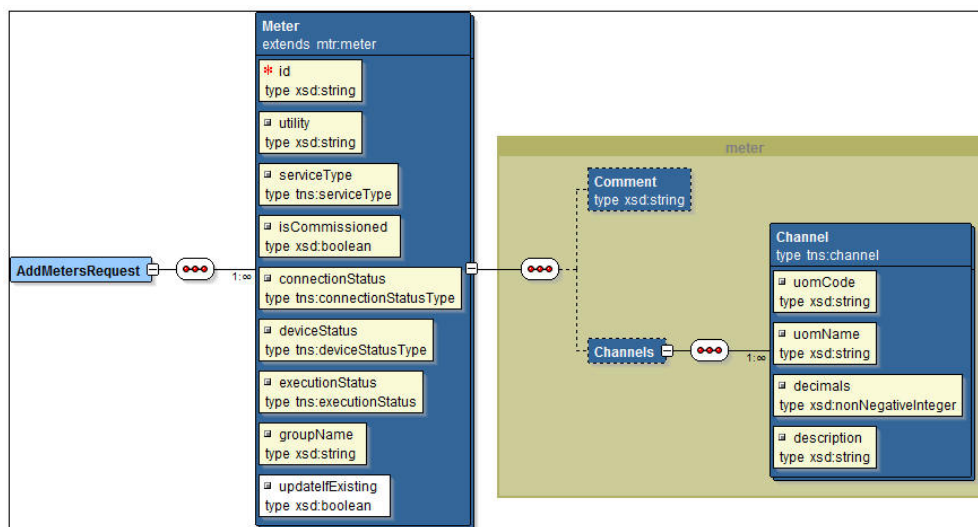 AddMetersRequest
1:∞
Meter
extends mtr:meter
* id
type xsd:string
utility
type xsd:string
serviceType
type tns:serviceType
isCommissioned
type xsd:boolean
connectionStatus
type tns:connectionStatusType
deviceStatus
type tns:deviceStatusType
executionStatus
type tns:executionStatus
groupName
type xsd:string
updateIfExisting
type xsd:boolean
meter
Comment
type xsd:string
Channels
1:∞
Channel
type tns:channel
uomCode
type xsd:string
uomName
type xsd:string
decimals
type xsd:nonNegativeInteger
description
type xsd:string